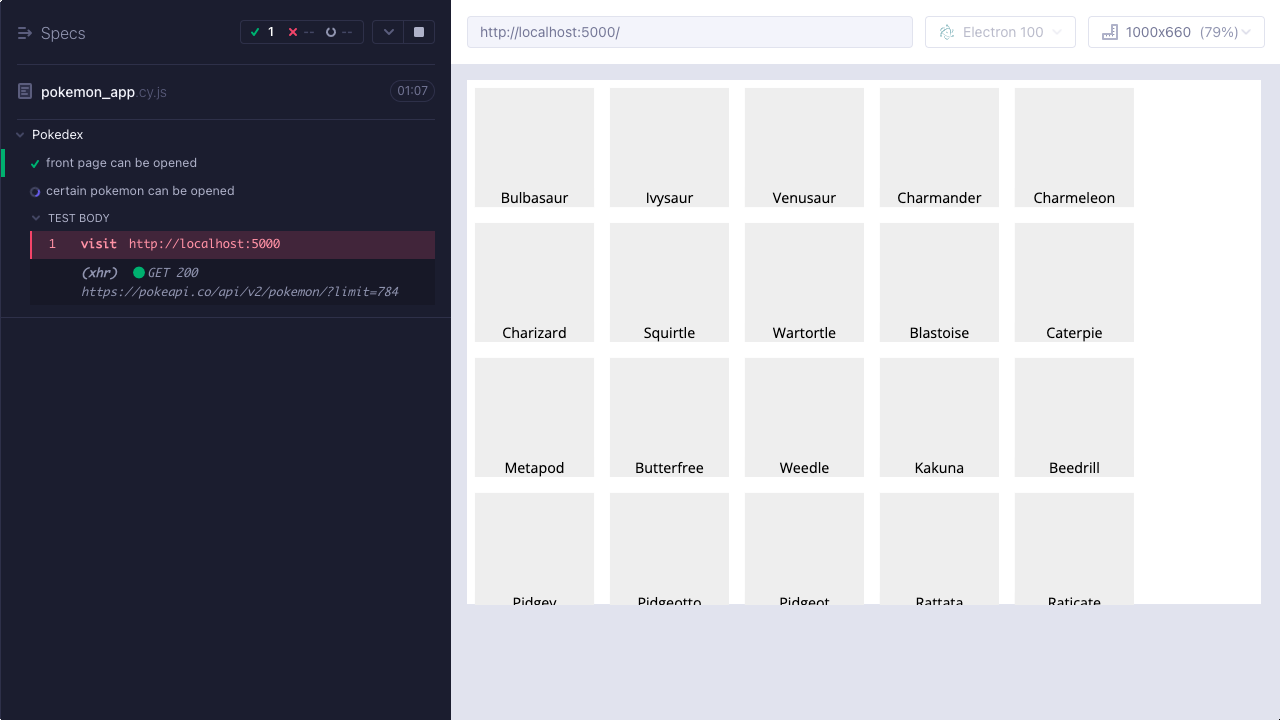 Specs
1 -- --
pokemon_app.cy.js 01:07
Pokedex
front page can be opened
certain pokemon can be opened
TEST BODY
1 visit http://localhost:5000
(xhr) GET 200
https://pokeapi.co/api/v2/pokemon/?limit=784
http://localhost:5000/ Electron 100 1000x660 (79%)
Bulbasaur Ivysaur Venusaur Charmander Charmeleon
Charizard Squirtle Wartortle Blastoise Caterpie
Metapod Butterfree Weedle Kakuna Beedrill
Pidgey Pidgeotto Pidgeot Rattata Raticate